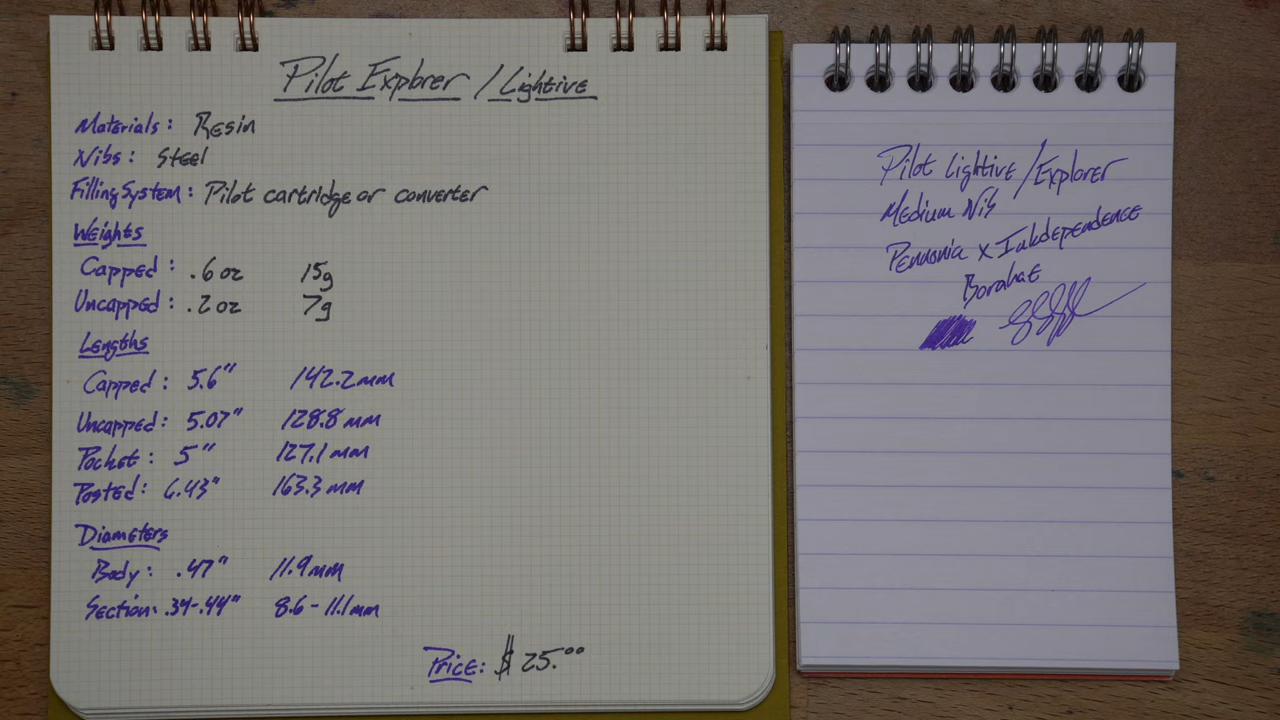 Pilot Explorer / Lightive
Materials: Resin
Nibs: Steel
Filling System: Pilot cartridge or converter
Weights
Capped: .6 oz 15g
Uncapped: .2 oz 7g
Lengths
Capped: 5.6" 142.2mm
Uncapped: 5.07" 128.8 mm
Pocket: 5" 127.1 mm
Posted: 6.43" 163.3 mm
Diameters
Body: .47" 11.9mm
Section: .34-.44" 8.6 - 11.1mm
Price: $25.00
Pilot Lightive/Explorer
Medium Nib
Pennonia x Inkdependence
Borahae